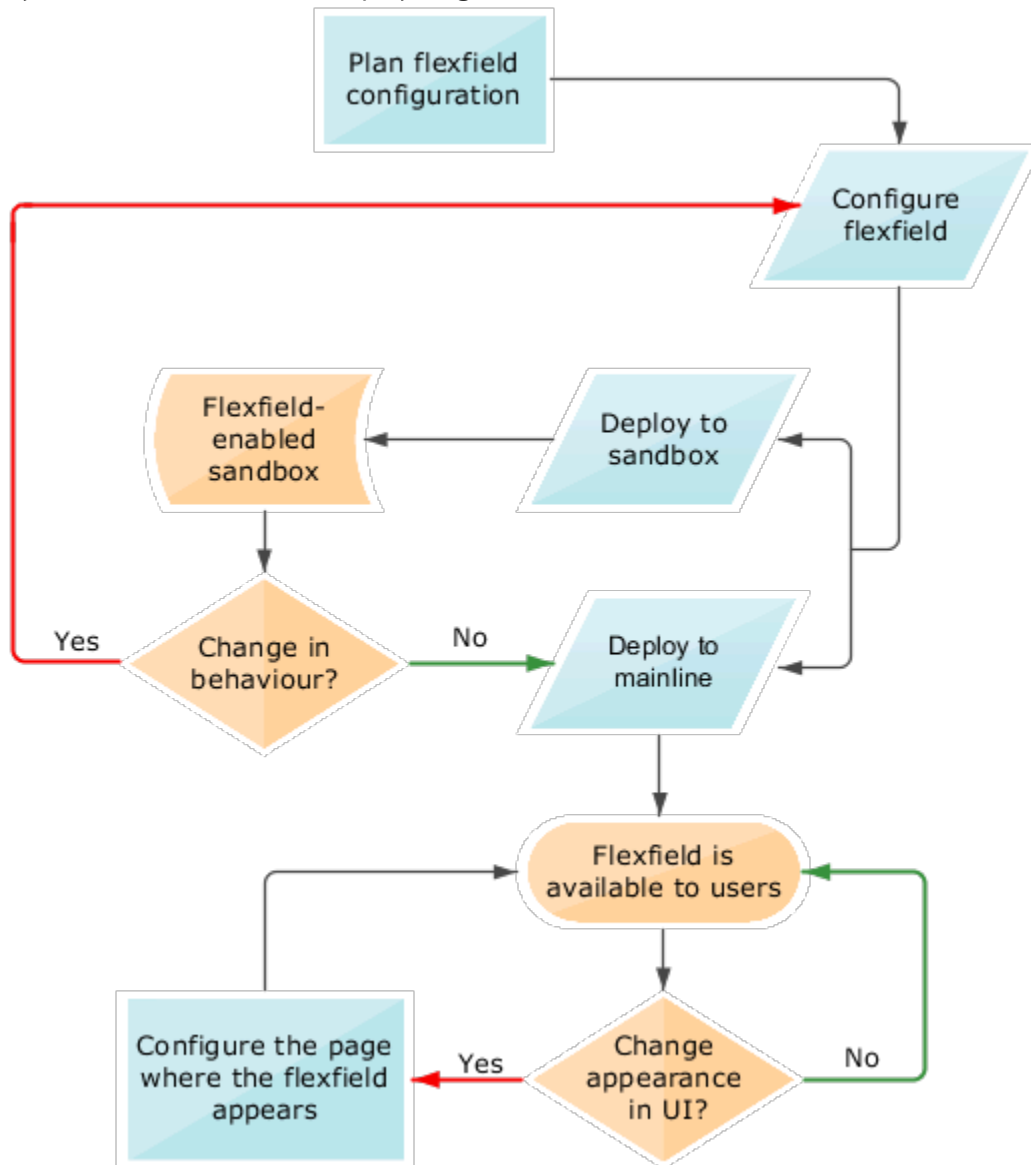 Plan flexfield
configuration
Configure
flexfield
Flexfield-
enabled
sandbox
Deploy to
sandbox
Yes
Change in
behaviour?
No
Deploy to
mainline
Flexfield is
available to users
Configure the page
where the flexfield
appears
Yes
Change
appearance
in UI?
No